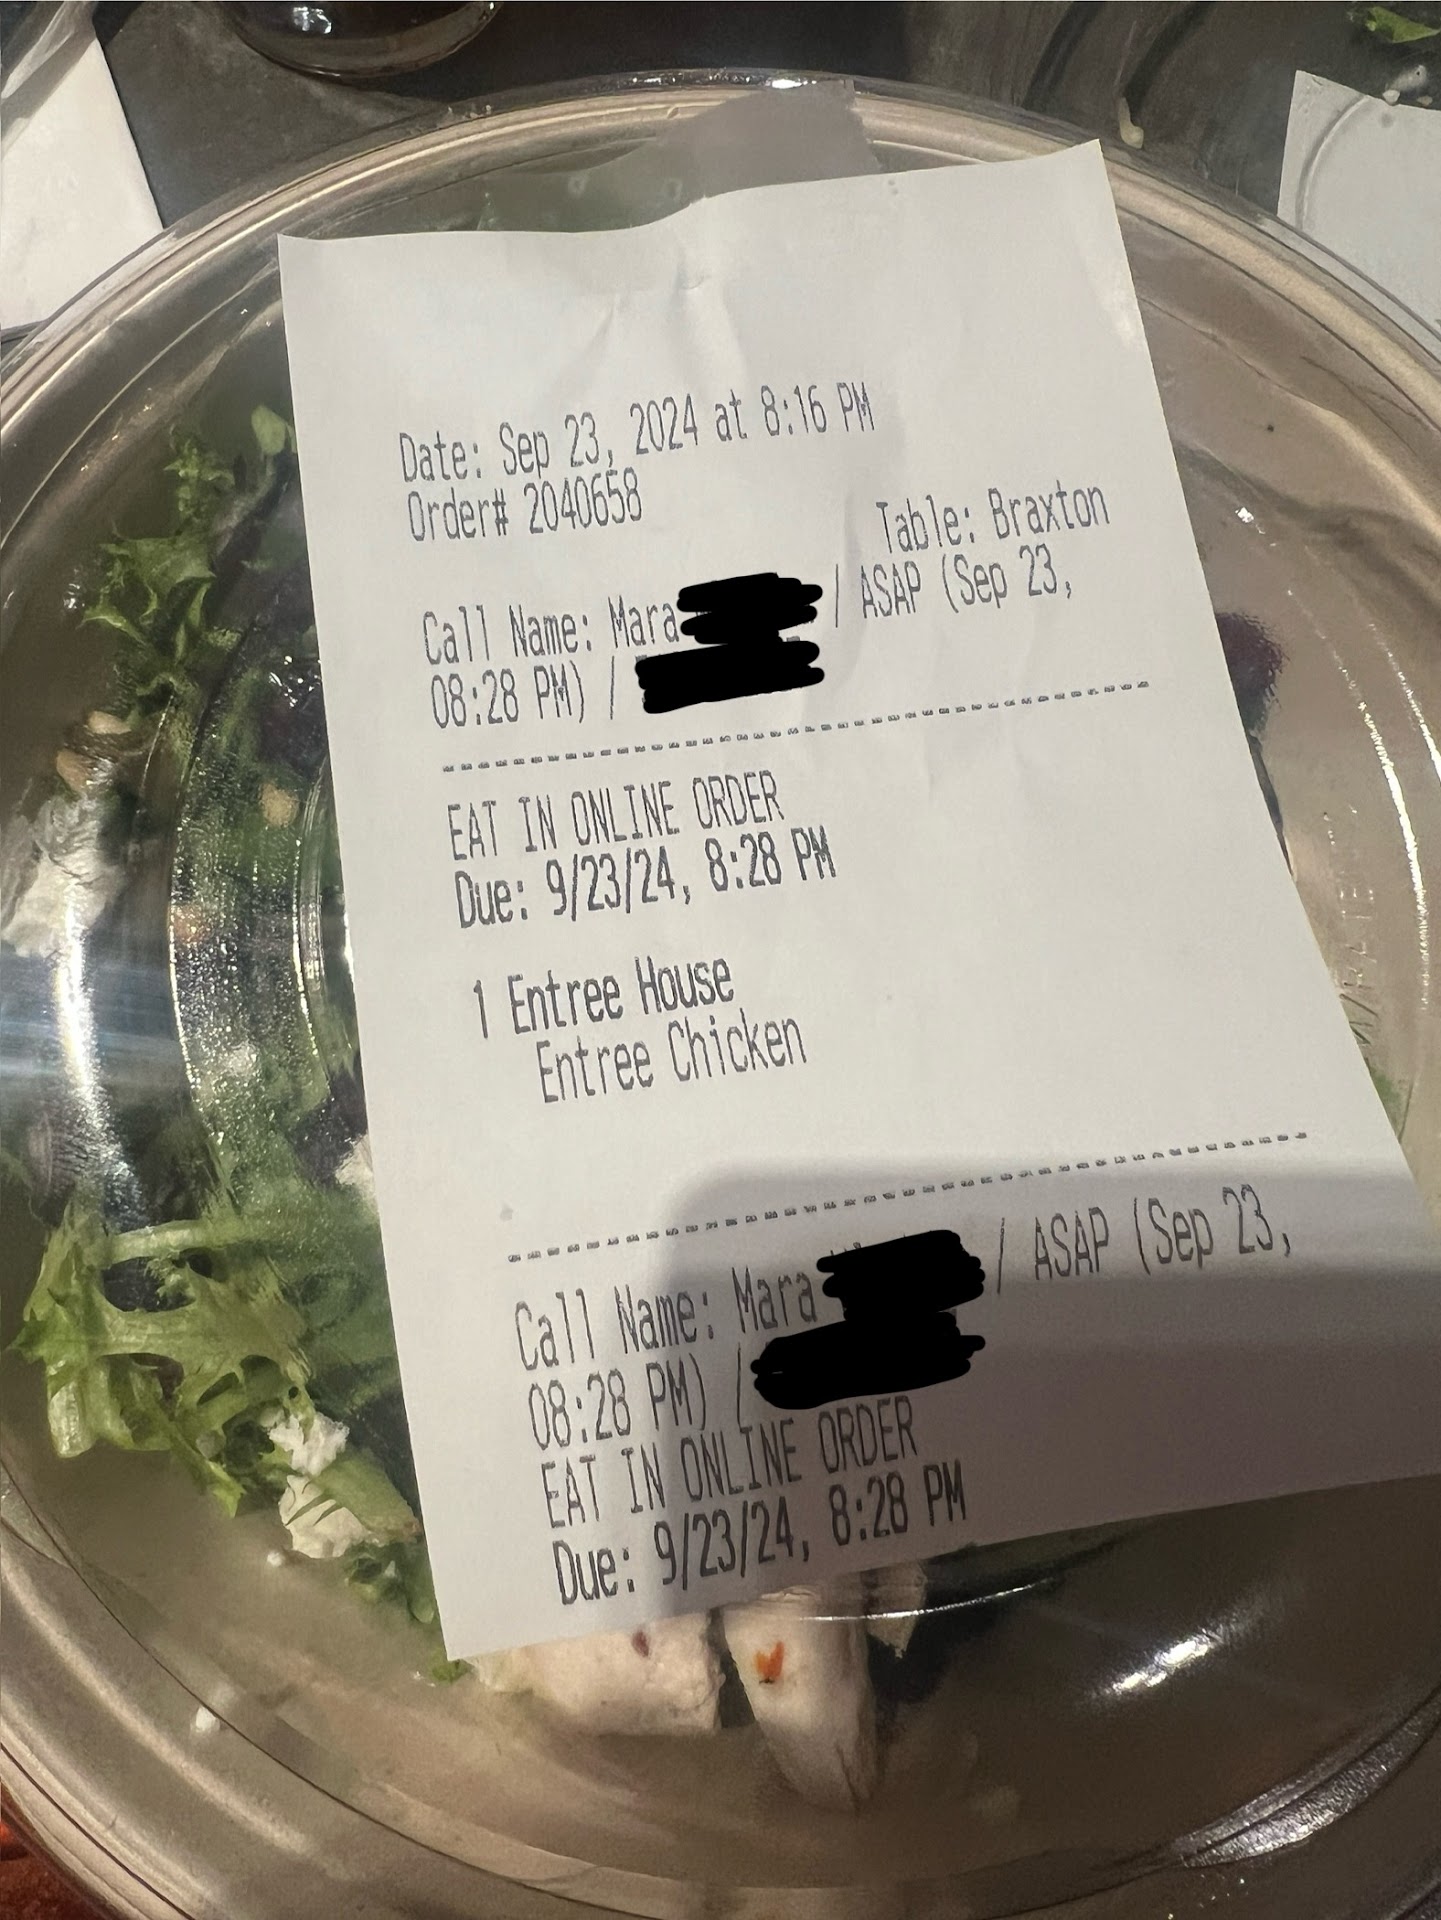 Date: Sep 23, 2024 at 8:16 PM
Order# 2040658
Table: Braxton
Call Name: Mara / ASAP (Sep 23,
08:28 PM) /
EAT IN ONLINE ORDER
Due: 9/23/24, 8:28 PM
1 Entree House
Entree Chicken
Call Name: Mara / ASAP (Sep 23,
08:28 PM) /
EAT IN ONLINE ORDER
Due: 9/23/24, 8:28 PM